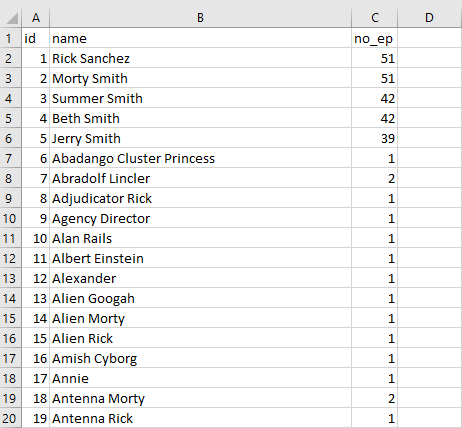 A B C D
1 id name no_ep
2 1 Rick Sanchez 51
3 2 Morty Smith 51
4 3 Summer Smith 42
5 4 Beth Smith 42
6 5 Jerry Smith 39
7 6 Abadango Cluster Princess 1
8 7 Abradolf Lincler 2
9 8 Adjudicator Rick 1
10 9 Agency Director 1
11 10 Alan Rails 1
12 11 Albert Einstein 1
13 12 Alexander 1
14 13 Alien Googah 1
15 14 Alien Morty 1
16 15 Alien Rick 1
17 16 Amish Cyborg 1
18 17 Annie 1
19 18 Antenna Morty 2
20 19 Antenna Rick 1